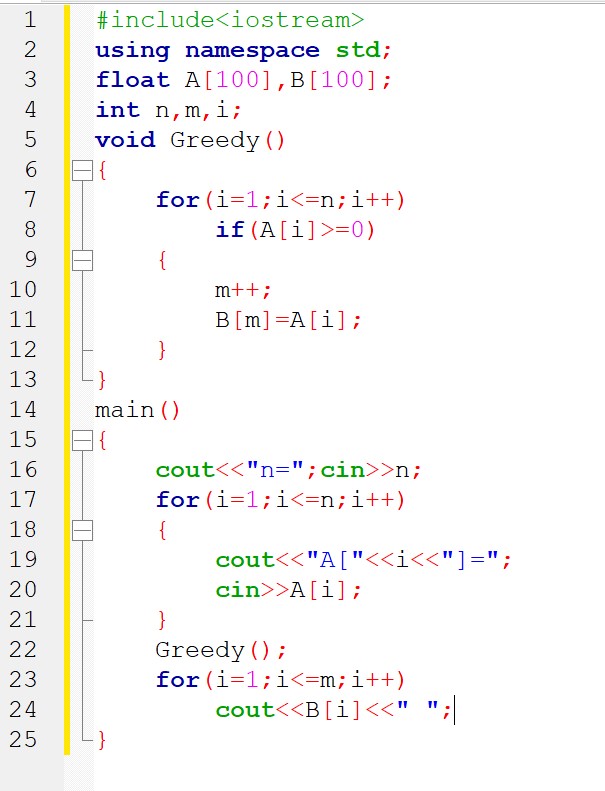 1 #include<iostream>
2 using namespace std;
3 float A[100],B[100];
4 int n,m,i;
5 void Greedy()
6 {
7 for(i=1;i<=n;i++)
8 if(A[i]>=0)
9 {
10 m++;
11 B[m]=A[i];
12 }
13 }
14 main()
15 {
16 cout<<"n=";cin>>n;
17 for(i=1;i<=n;i++)
18 {
19 cout<<"A["<<i<<"]=";
20 cin>>A[i];
21 }
22 Greedy();
23 for(i=1;i<=m;i++)
24 cout<<B[i]<<" ";
25 }